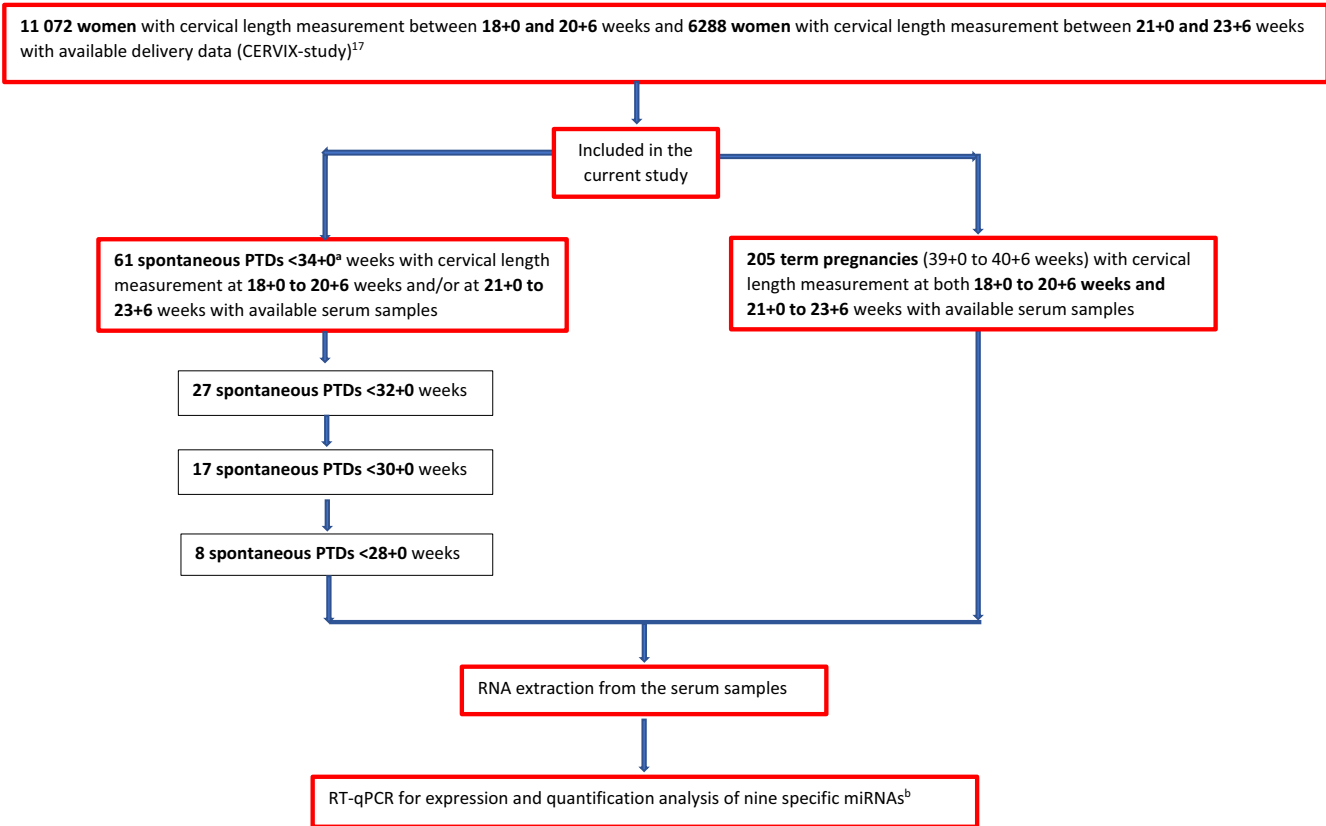 11 072 women with cervical length measurement between 18+0 and 20+6 weeks and 6288 women with cervical length measurement between 21+0 and 23+6 weeks
with available delivery data (CERVIX-study)17
Included in the
current study
61 spontaneous PTDs <34+0a weeks with cervical length
measurement at 18+0 to 20+6 weeks and/or at 21+0 to
23+6 weeks with available serum samples
205 term pregnancies (39+0 to 40+6 weeks) with cervical
length measurement at both 18+0 to 20+6 weeks and
21+0 to 23+6 weeks with available serum samples
27 spontaneous PTDs <32+0 weeks
17 spontaneous PTDs <30+0 weeks
8 spontaneous PTDs <28+0 weeks
RNA extraction from the serum samples
RT-qPCR for expression and quantification analysis of nine specific miRNAsb